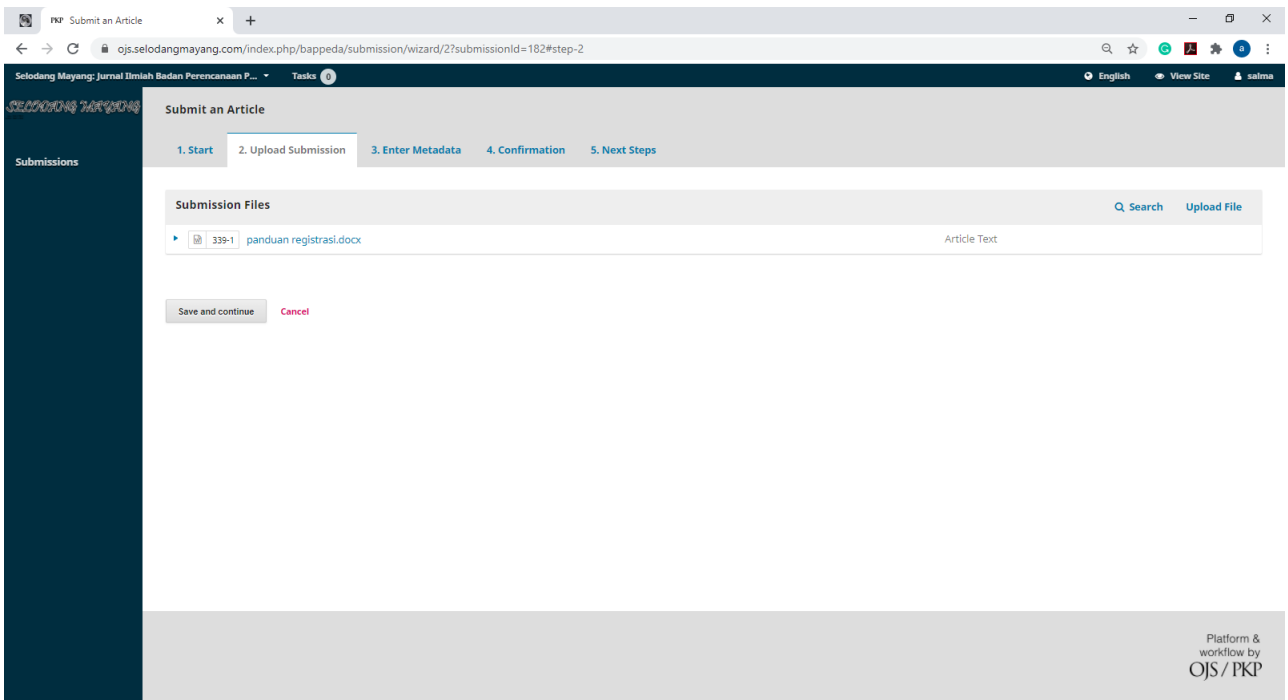 PKP Submit an Article
ojs.selodangmayang.com/index.php/bappeda/submission/wizard/2?submissionId=182#step-2
Selodang Mayang: Jurnal Ilmiah Badan Perencanaan P... Tasks 0 English View Site salma
SELODANG MAYANG
Submit an Article
1. Start 2. Upload Submission 3. Enter Metadata 4. Confirmation 5. Next Steps
Submissions
Submission Files Search Upload File
339-1 panduan registrasi.docx Article Text
Save and continue Cancel
Platform &
workflow by
OJS / PKP